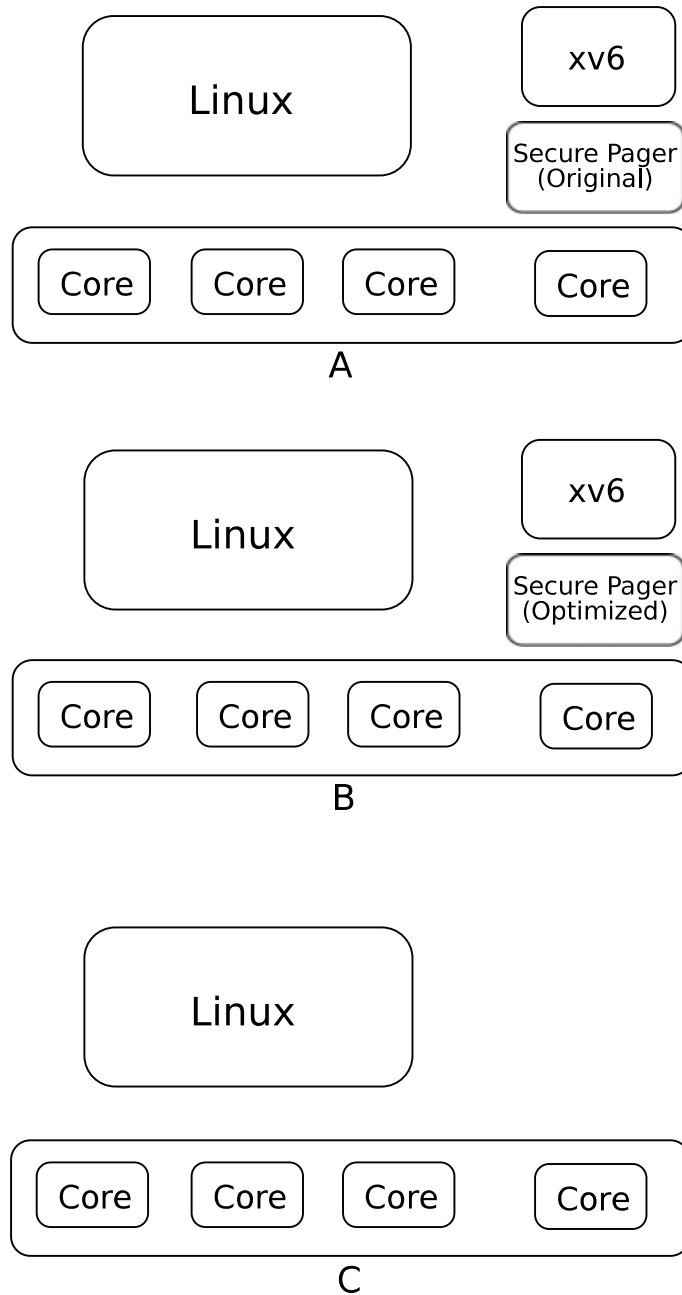 Linux
xv6
Secure Pager
(Original)
Core Core Core Core
A
Linux
xv6
Secure Pager
(Optimized)
Core Core Core Core
B
Linux
Core Core Core Core
C